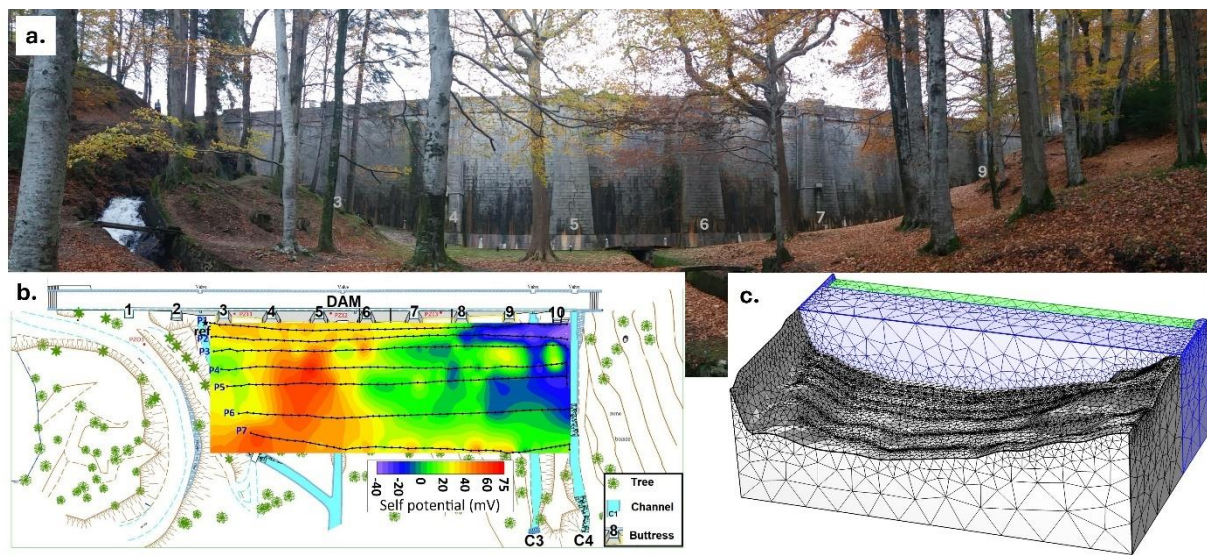 a.
3
4
5
6
7
9
b.
DAM
1
2
3
4
5
6
7
8
9
10
PZ12
P1
ref
P2
P3
P4
P5
P6
P7
-40
-20
0
20
40
60
75
Self potential (mV)
Tree
C1
Channel
8
Buttress
C3
C4
c.